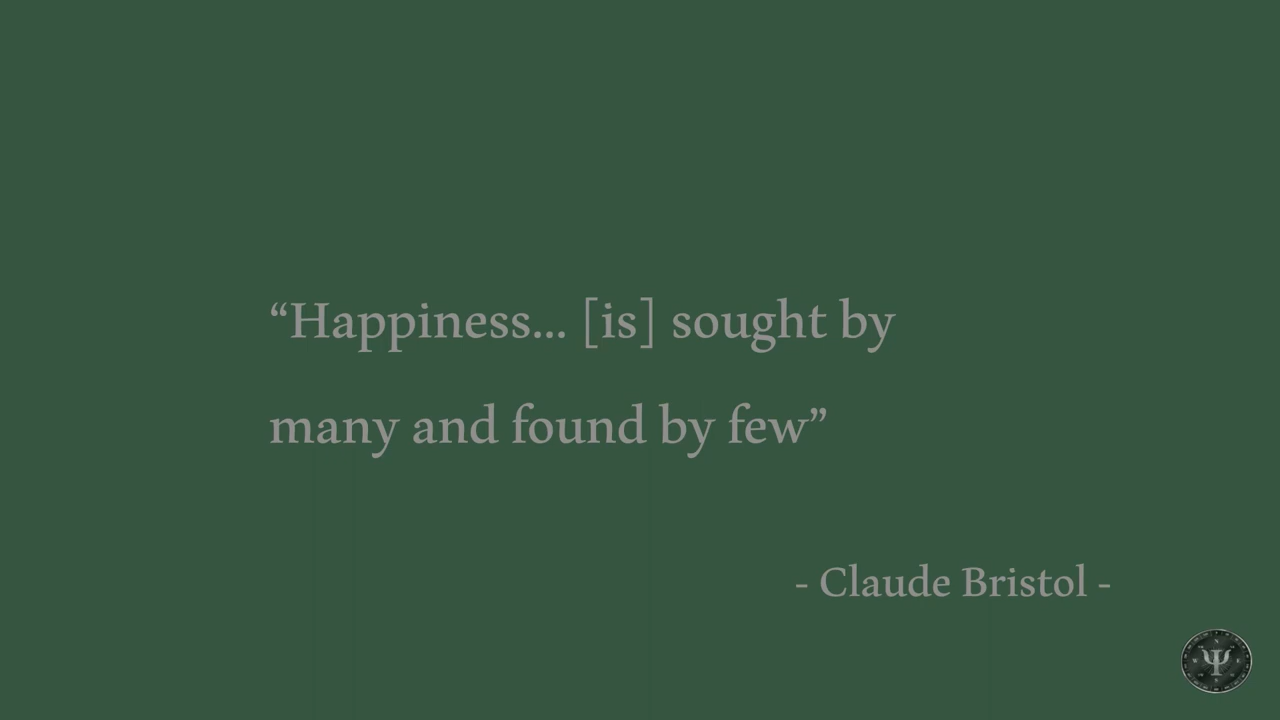 “Happiness... [is] sought by
many and found by few”
- Claude Bristol -
Ψ